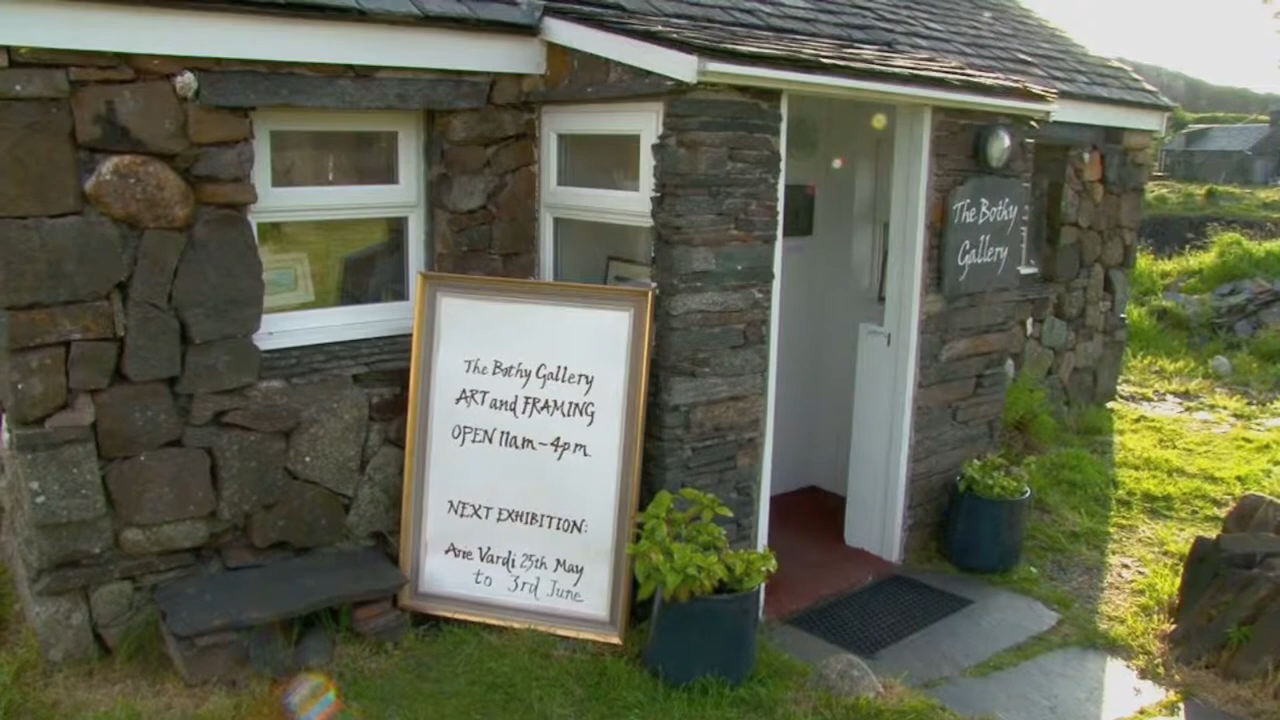 The Bothy Gallery
ART and FRAMING
OPEN 11am-4pm
NEXT EXHIBITION:
Arie Vardi 25th May
to 3rd June
The Bothy
Gallery